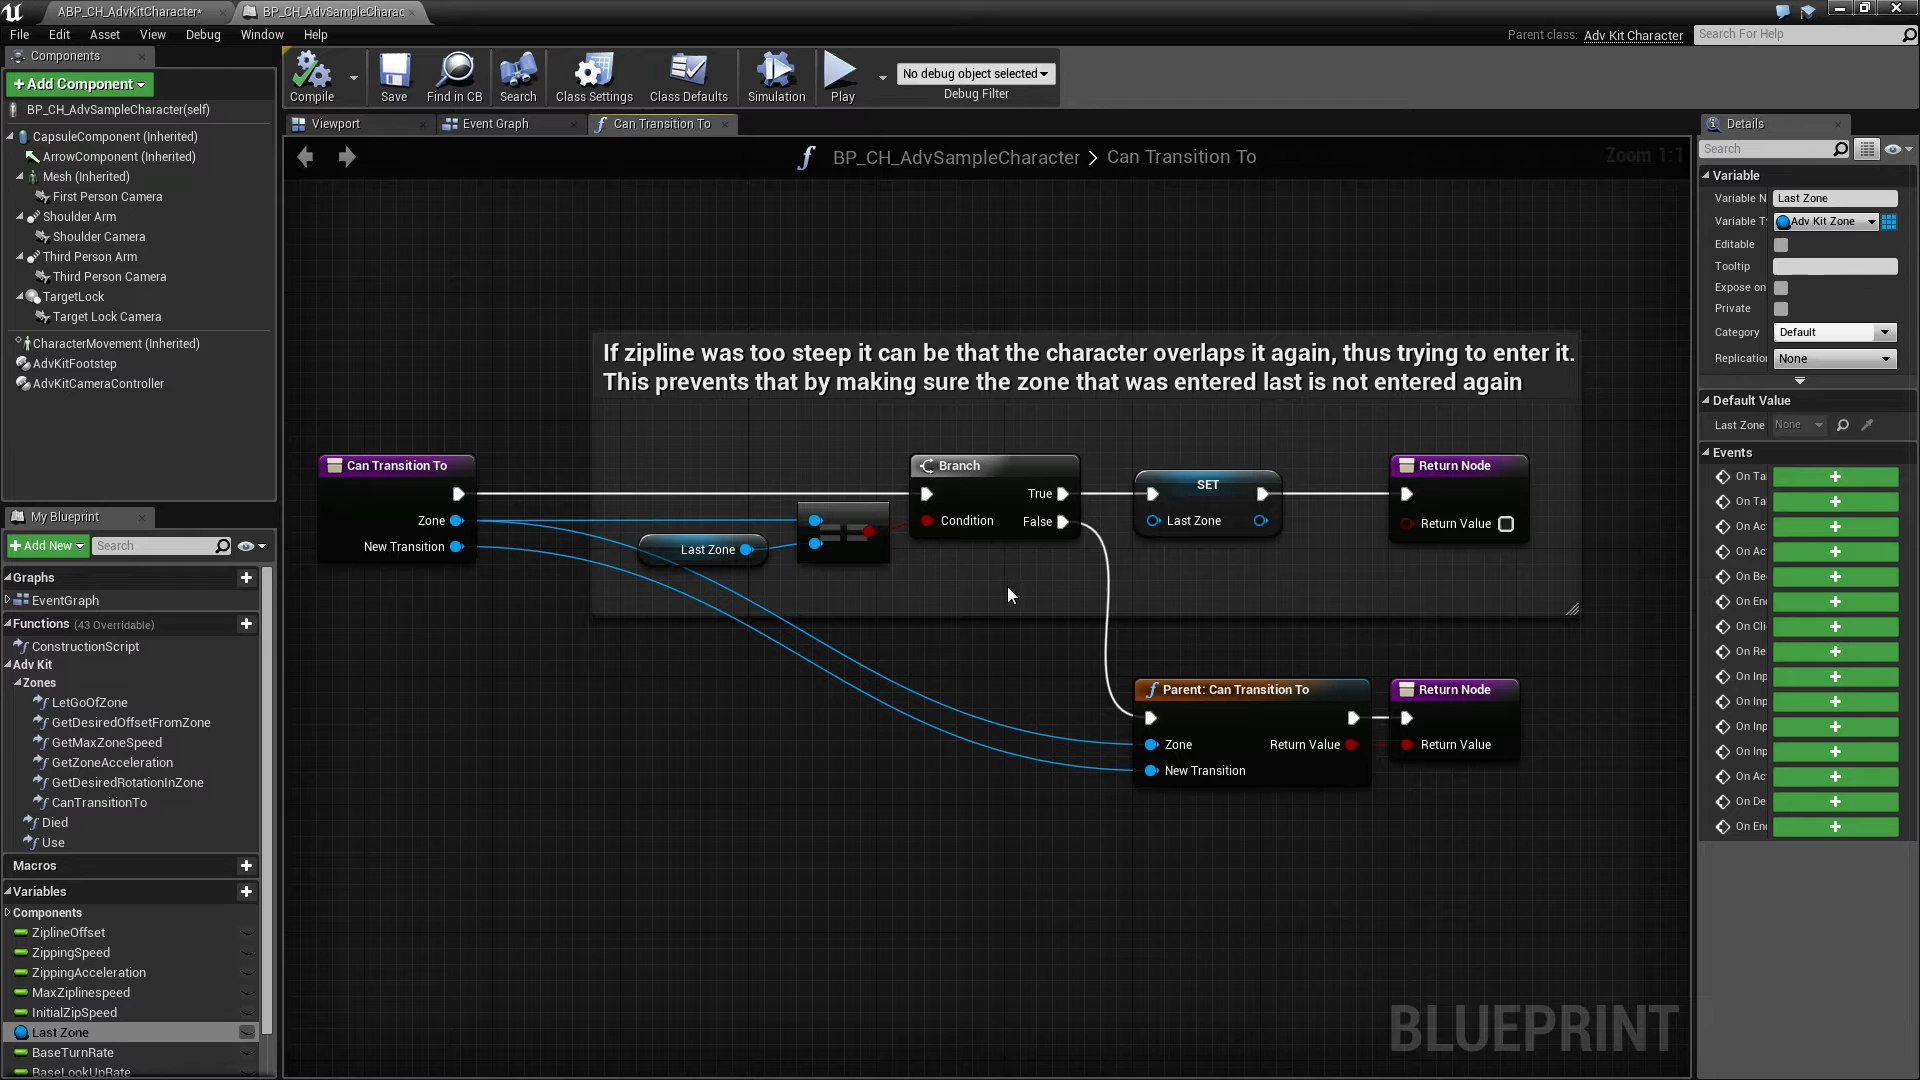 ABP_CH_AdvKitCharacter*
BP_CH_AdvSampleCharac
File Edit Asset View Debug Window Help
Parent class: Adv Kit Character
Search For Help
Components
+Add Component
BP_CH_AdvSampleCharacter(self)
CapsuleComponent (Inherited)
ArrowComponent (Inherited)
Mesh (Inherited)
First Person Camera
Shoulder Arm
Shoulder Camera
Third Person Arm
Third Person Camera
TargetLock
Target Lock Camera
CharacterMovement (Inherited)
AdvKitFootstep
AdvKitCameraController
My Blueprint
+Add New
Search
Graphs
EventGraph
Functions (43 Overridable)
ConstructionScript
Adv Kit
Zones
LetGoOfZone
GetDesiredOffsetFromZone
GetMaxZoneSpeed
GetZoneAcceleration
GetDesiredRotationInZone
CanTransitionTo
Died
Use
Macros
Variables
Components
ZiplineOffset
ZippingSpeed
ZippingAcceleration
MaxZiplinespeed
InitialZipSpeed
Last Zone
BaseTurnRate
BaseLookUpRate
Compile
Save
Find in CB
Search
Class Settings
Class Defaults
Simulation
Play
No debug object selected
Debug Filter
Viewport
Event Graph
Can Transition To
BP_CH_AdvSampleCharacter > Can Transition To
Zoom 1:1
If zipline was too steep it can be that the character overlaps it again, thus trying to enter it.
This prevents that by making sure the zone that was entered last is not entered again
Can Transition To
Zone
New Transition
Last Zone
==
Branch
True
Condition
False
SET
Last Zone
Return Node
Return Value
Parent: Can Transition To
Zone
Return Value
New Transition
Return Node
Return Value
BLUEPRINT
Details
Search
Variable
Variable N
Last Zone
Variable T
Adv Kit Zone
Editable
Tooltip
Expose on
Private
Category
Default
Replication
None
Default Value
Last Zone
None
Events
On Ta
On Ta
On Ac
On Ac
On Be
On En
On Cli
On Re
On Inp
On Inp
On Inp
On Inp
On Ac
On De
On En